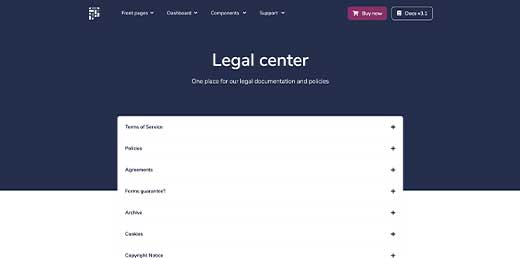 Front pages
Dashboard
Components
Support
Buy now
Docs v3.1
Legal center
One place for our legal documentation and policies
Terms of Service
Policies
Agreements
Forms guarantee?
Archive
Cookies
Copyright Notice